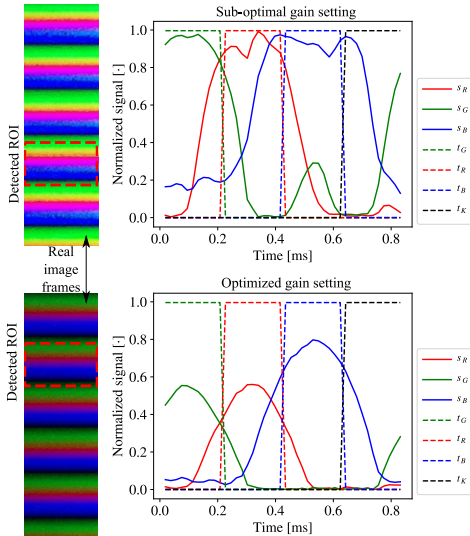 Sub-optimal gain setting
Detected ROI
Normalized signal [·]
1.0
0.8
0.6
0.4
0.2
0.0
0.0 0.2 0.4 0.6 0.8
Time [ms]
s_R
s_G
s_B
t_G
t_R
t_B
t_K
Real
image
frames
Optimized gain setting
Detected ROI
Normalized signal [·]
1.0
0.8
0.6
0.4
0.2
0.0
0.0 0.2 0.4 0.6 0.8
Time [ms]
s_R
s_G
s_B
t_G
t_R
t_B
t_K